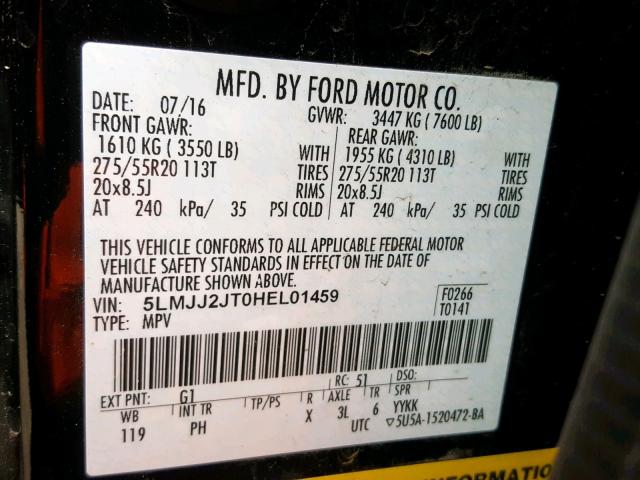 MFD. BY FORD MOTOR CO.
DATE: 07/16 GVWR: 3447 KG ( 7600 LB)
FRONT GAWR: REAR GAWR:
1610 KG ( 3550 LB) WITH 1955 KG ( 4310 LB) WITH
275/55R20 113T TIRES 275/55R20 113T TIRES
20x8.5J RIMS 20x8.5J RIMS
AT 240 kPa/ 35 PSI COLD AT 240 kPa/ 35 PSI COLD
THIS VEHICLE CONFORMS TO ALL APPLICABLE FEDERAL MOTOR
VEHICLE SAFETY STANDARDS IN EFFECT ON THE DATE OF
MANUFACTURE SHOWN ABOVE.
VIN: 5LMJJ2JT0HEL01459 F0266
TYPE: MPV T0141
EXT PNT: G1 RC: 51 DSO:
WB INT TR TP/PS R AXLE TR SPR
119 PH X 3L 6 YYKK
UTC ▽5U5A-1520472-BA
INFORMATIO